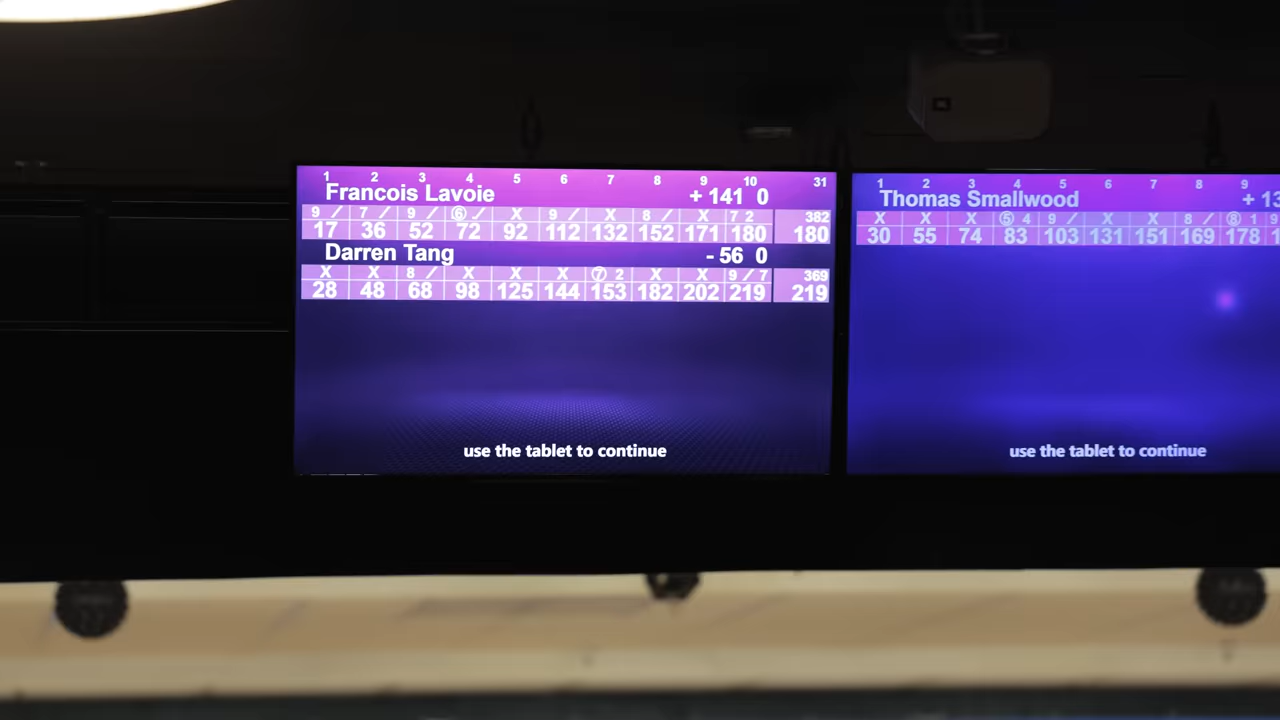 1 2 3 4 5 6 7 8 9 10 31
Francois Lavoie + 141 0
9 / 7 / 9 / ⑥ / X 9 / X 8 / X 7 2 382
17 36 52 72 92 112 132 152 171 180 180
Darren Tang - 56 0
X X 8 / X X X ⑦ 2 X X 9 / 7 369
28 48 68 98 125 144 153 182 202 219 219
use the tablet to continue
1 2 3 4 5 6 7 8 9
Thomas Smallwood + 13
X X X ⑤ 4 9 / X X 8 / ⑧ 1 9
30 55 74 83 103 131 151 169 178 1
use the tablet to continue
JBL